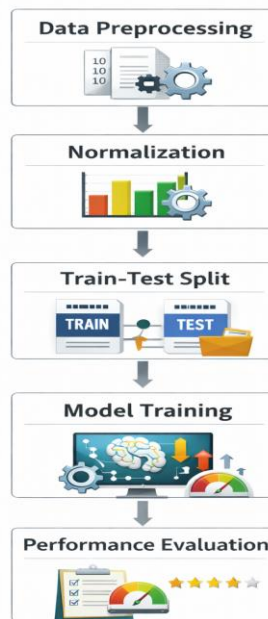 Data Preprocessing
10
10
10
Normalization
Train-Test Split
TRAIN
TEST
Model Training
Performance Evaluation